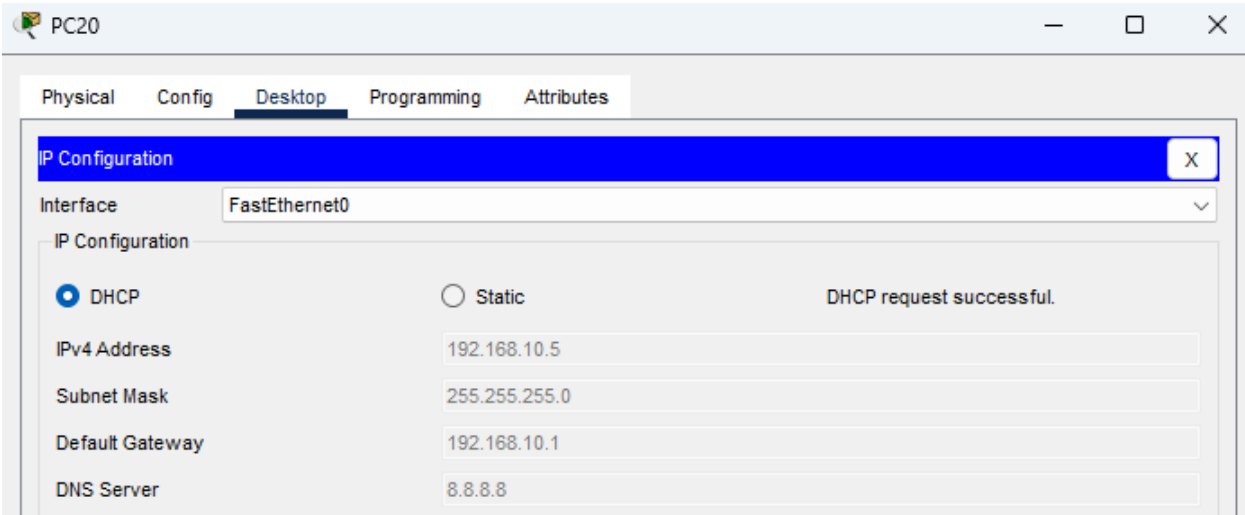 PC20
Physical Config Desktop Programming Attributes
IP Configuration X
Interface FastEthernet0
IP Configuration
DHCP Static DHCP request successful.
IPv4 Address 192.168.10.5
Subnet Mask 255.255.255.0
Default Gateway 192.168.10.1
DNS Server 8.8.8.8